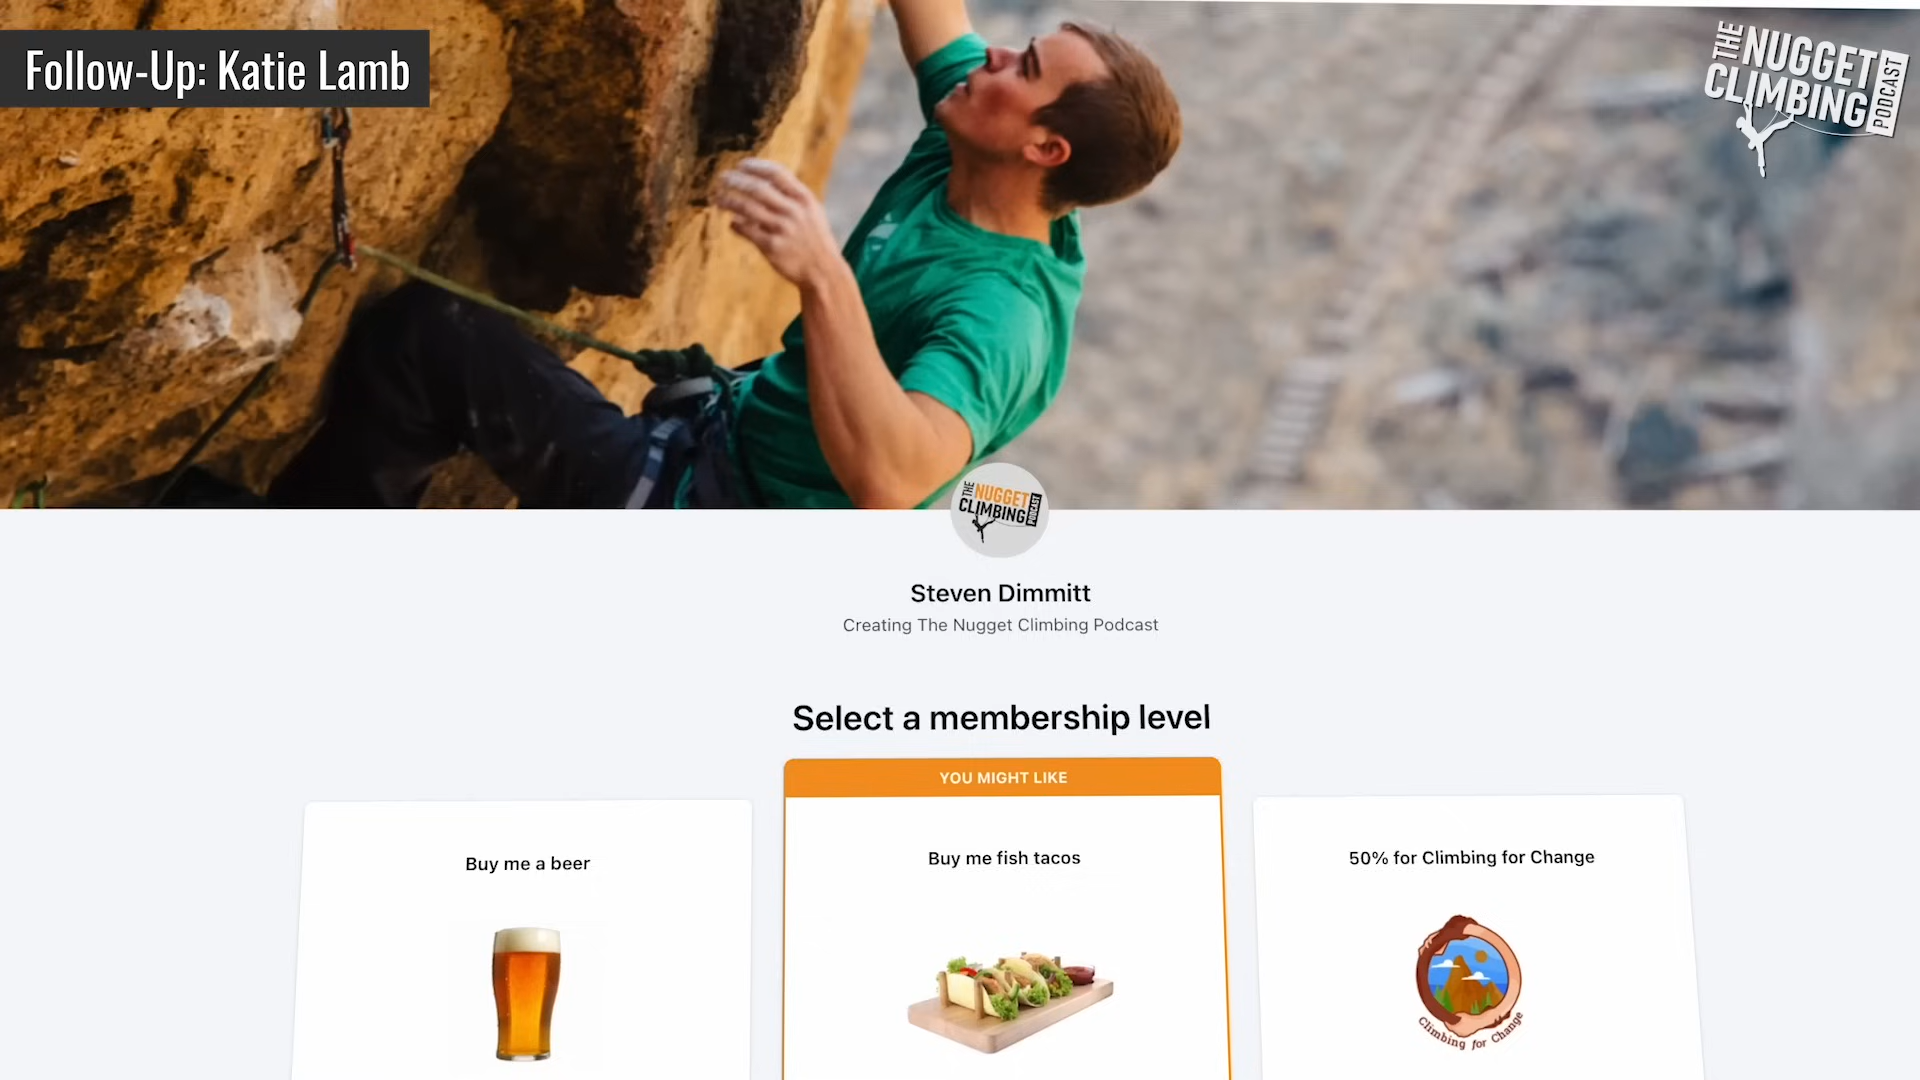 Follow-Up: Katie Lamb
THE NUGGET CLIMBING PODCAST
THE NUGGET CLIMBING PODCAST
Steven Dimmitt
Creating The Nugget Climbing Podcast
Select a membership level
YOU MIGHT LIKE
Buy me a beer
Buy me fish tacos
50% for Climbing for Change
Climbing for Change